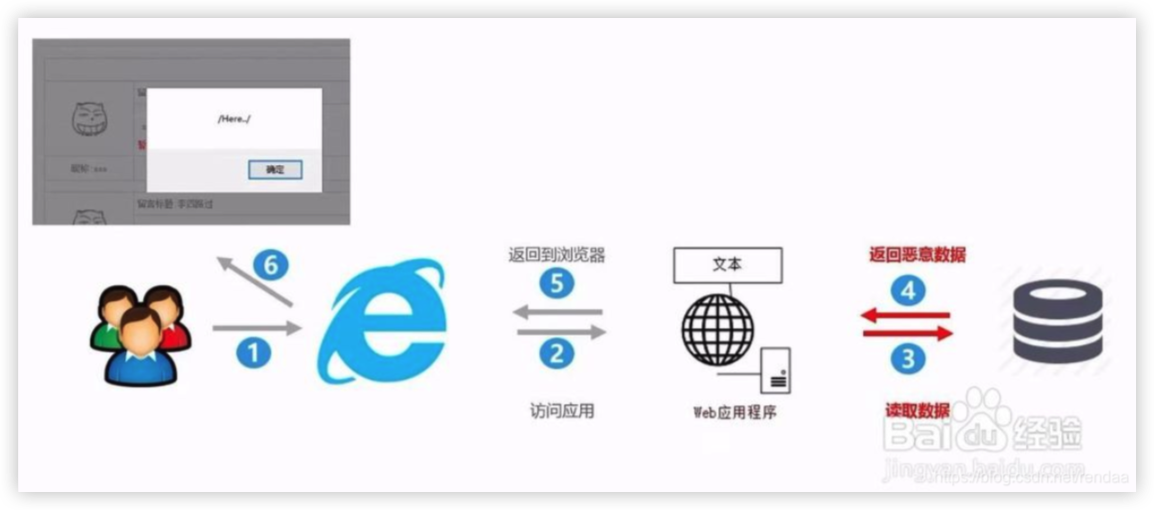 /Here../
确定
留言标题 李四飘过
6
返回到浏览器
文本
返回恶意数据
5
4
1
2
3
访问应用
Web应用程序
读取数据
Baidu经验
jingyan.baidu.com
https://blog.csdn.net/rendaa